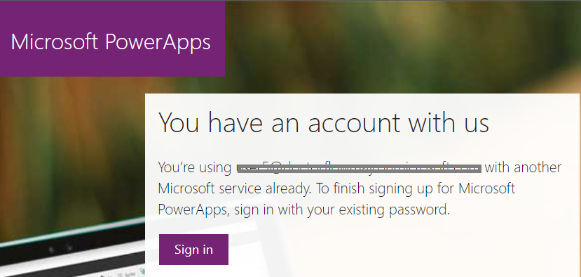 Microsoft PowerApps
You have an account with us
You're using with another
Microsoft service already. To finish signing up for Microsoft
PowerApps, sign in with your existing password.
Sign in